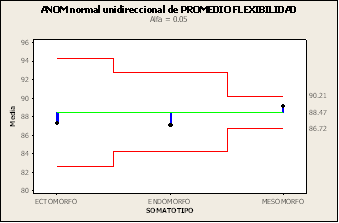 ANOM normal unidireccional de PROMEDIO FLEXIBILIDAD
Alfa = 0.05
96
94
92
90
88
86
84
82
80
Media
90.21
88.47
86.72
ECTOMORFO ENDOMORFO MESOMORFO
SOMATOTIPO